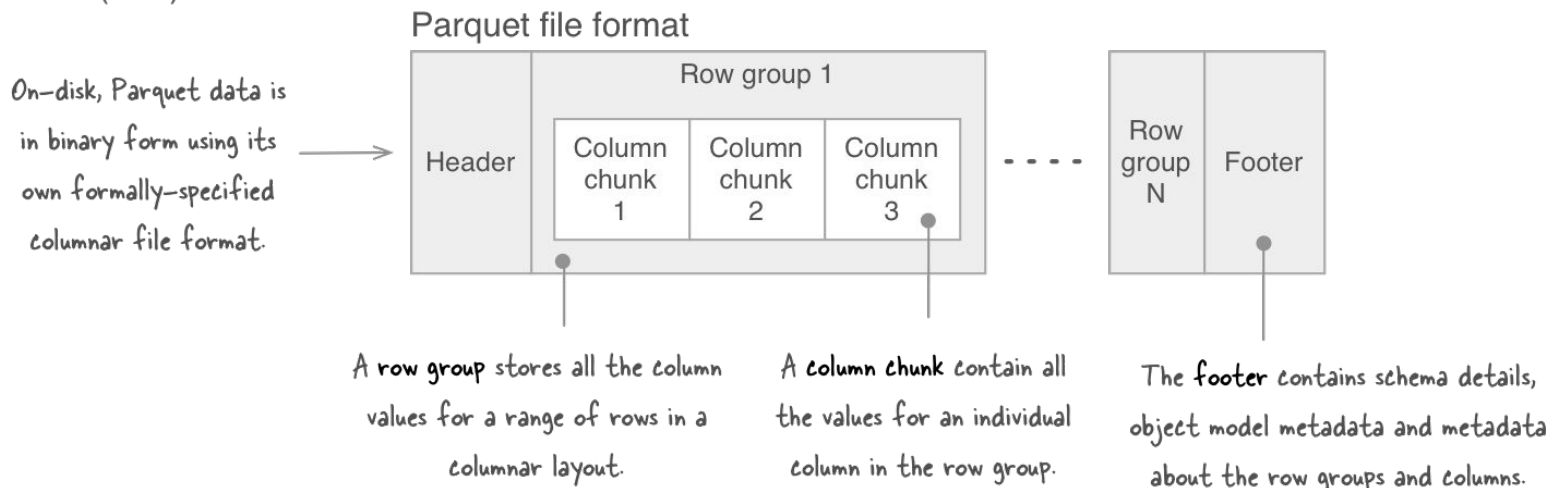 Parquet file format
On-disk, Parquet data is
in binary form using its
own formally-specified
columnar file format.
Header
Row group 1
Column
chunk
1
Column
chunk
2
Column
chunk
3
Row
group
N
Footer
A row group stores all the column
values for a range of rows in a
columnar layout.
A column chunk contain all
the values for an individual
column in the row group.
The footer contains schema details,
object model metadata and metadata
about the row groups and columns.